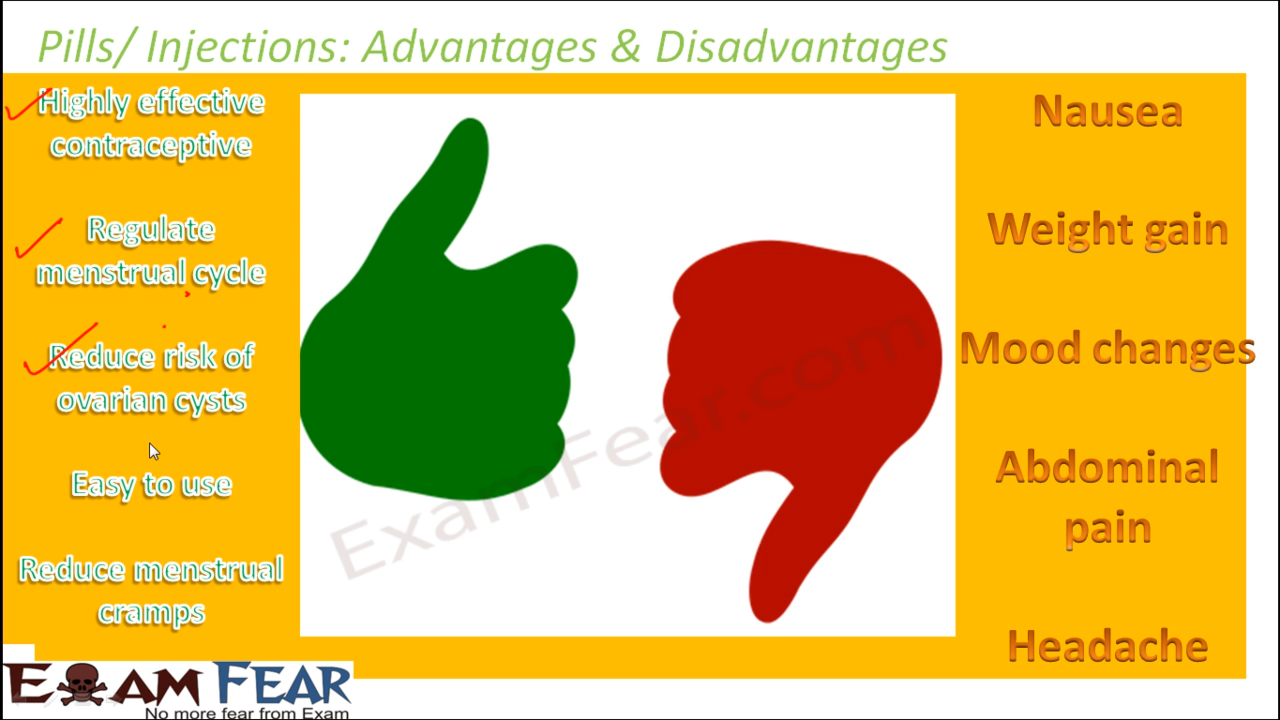 Pills/ Injections: Advantages & Disadvantages
Highly effective
contraceptive
Regulate
menstrual cycle
Reduce risk of
ovarian cysts
Easy to use
Reduce menstrual
cramps
Nausea
Weight gain
Mood changes
Abdominal
pain
Headache
ExamFear.com
EXAM FEAR
No more fear from Exam